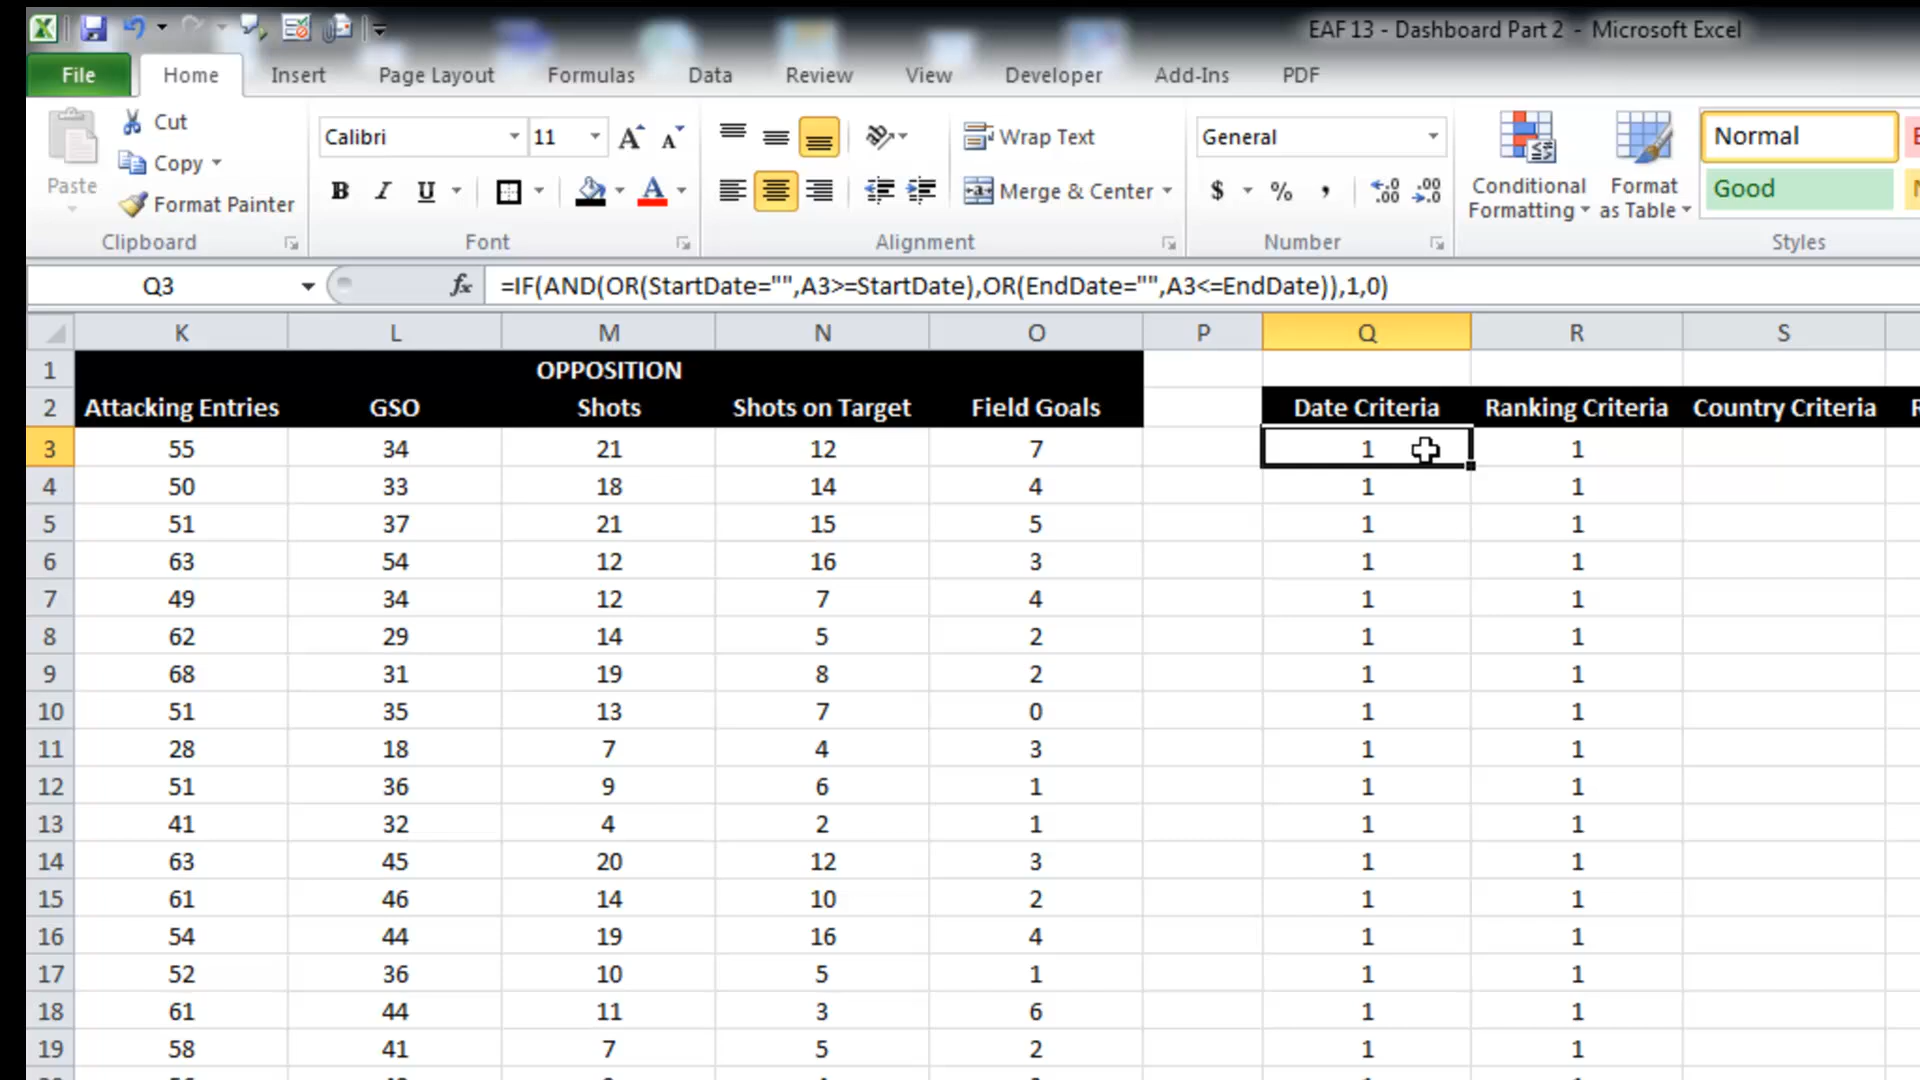 EAF 13 - Dashboard Part 2 - Microsoft Excel
File Home Insert Page Layout Formulas Data Review View Developer Add-Ins PDF
Paste Cut Copy Format Painter Clipboard
Calibri 11 A A B I U A Font
Wrap Text Merge & Center Alignment
General $ % , .00 .0 Number
Conditional Formatting Format as Table Normal Good Styles
Q3 fx =IF(AND(OR(StartDate="",A3>=StartDate),OR(EndDate="",A3<=EndDate)),1,0)
K L M N O P Q R S
1 OPPOSITION
2 Attacking Entries GSO Shots Shots on Target Field Goals Date Criteria Ranking Criteria Country Criteria
3 55 34 21 12 7 1 1
4 50 33 18 14 4 1 1
5 51 37 21 15 5 1 1
6 63 54 12 16 3 1 1
7 49 34 12 7 4 1 1
8 62 29 14 5 2 1 1
9 68 31 19 8 2 1 1
10 51 35 13 7 0 1 1
11 28 18 7 4 3 1 1
12 51 36 9 6 1 1 1
13 41 32 4 2 1 1 1
14 63 45 20 12 3 1 1
15 61 46 14 10 2 1 1
16 54 44 19 16 4 1 1
17 52 36 10 5 1 1 1
18 61 44 11 3 6 1 1
19 58 41 7 5 2 1 1